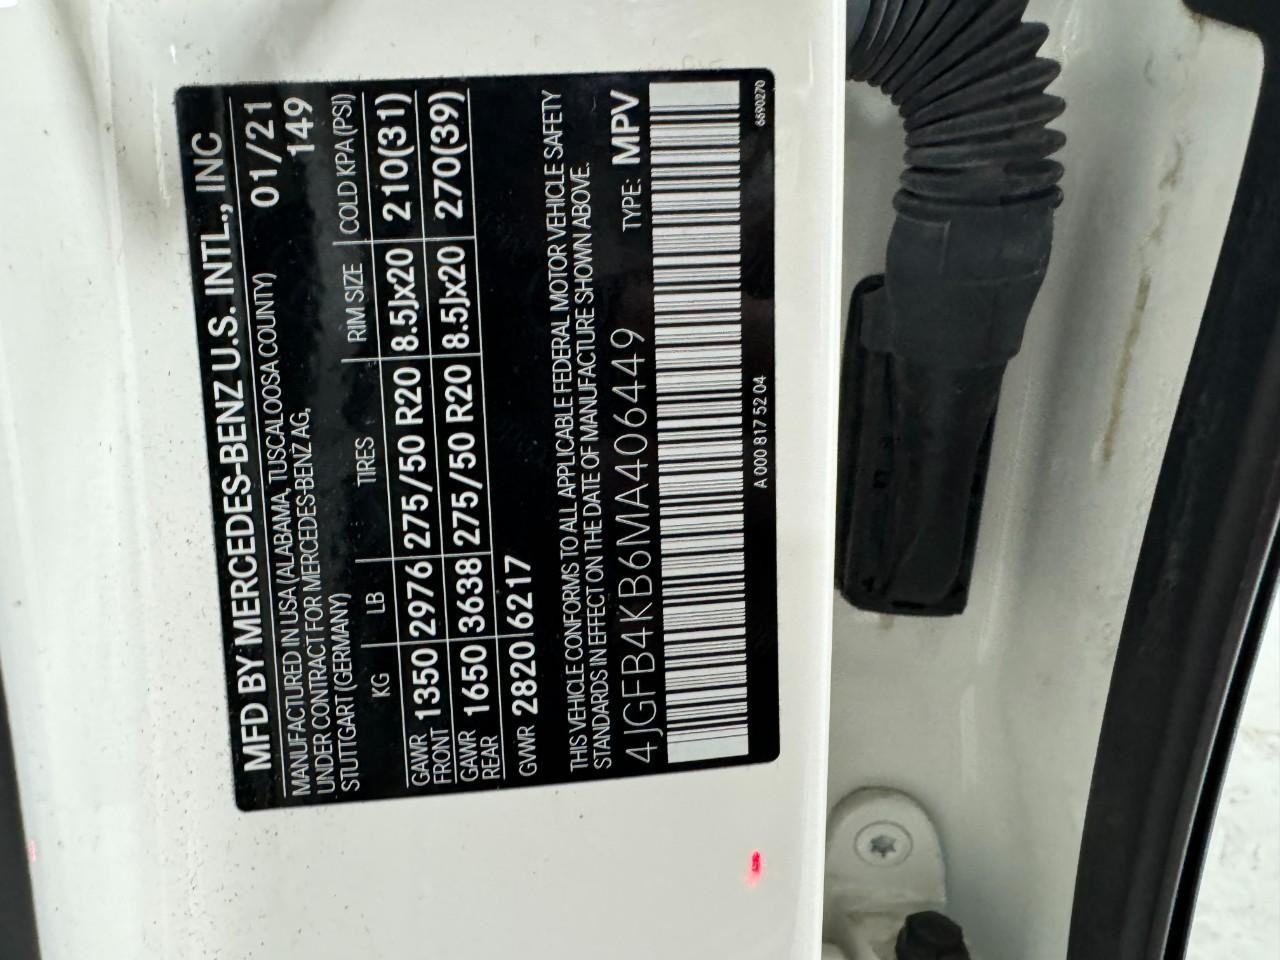 MFD BY MERCEDES-BENZ U.S. INTL., INC
MANUFACTURED IN USA (ALABAMA, TUSCALOOSA COUNTY) 01/21
UNDER CONTRACT FOR MERCEDES-BENZ AG, 149
STUTTGART (GERMANY)
KG LB TIRES RIM SIZE COLD KPA (PSI)
GAWR FRONT 1350 2976 275/50 R20 8.5Jx20 210(31)
GAWR REAR 1650 3638 275/50 R20 8.5Jx20 270(39)
GVWR 2820 6217
THIS VEHICLE CONFORMS TO ALL APPLICABLE FEDERAL MOTOR VEHICLE SAFETY
STANDARDS IN EFFECT ON THE DATE OF MANUFACTURE SHOWN ABOVE.
4JGFB4KB6MA406449 TYPE: MPV
A 000 817 52 04 6690270